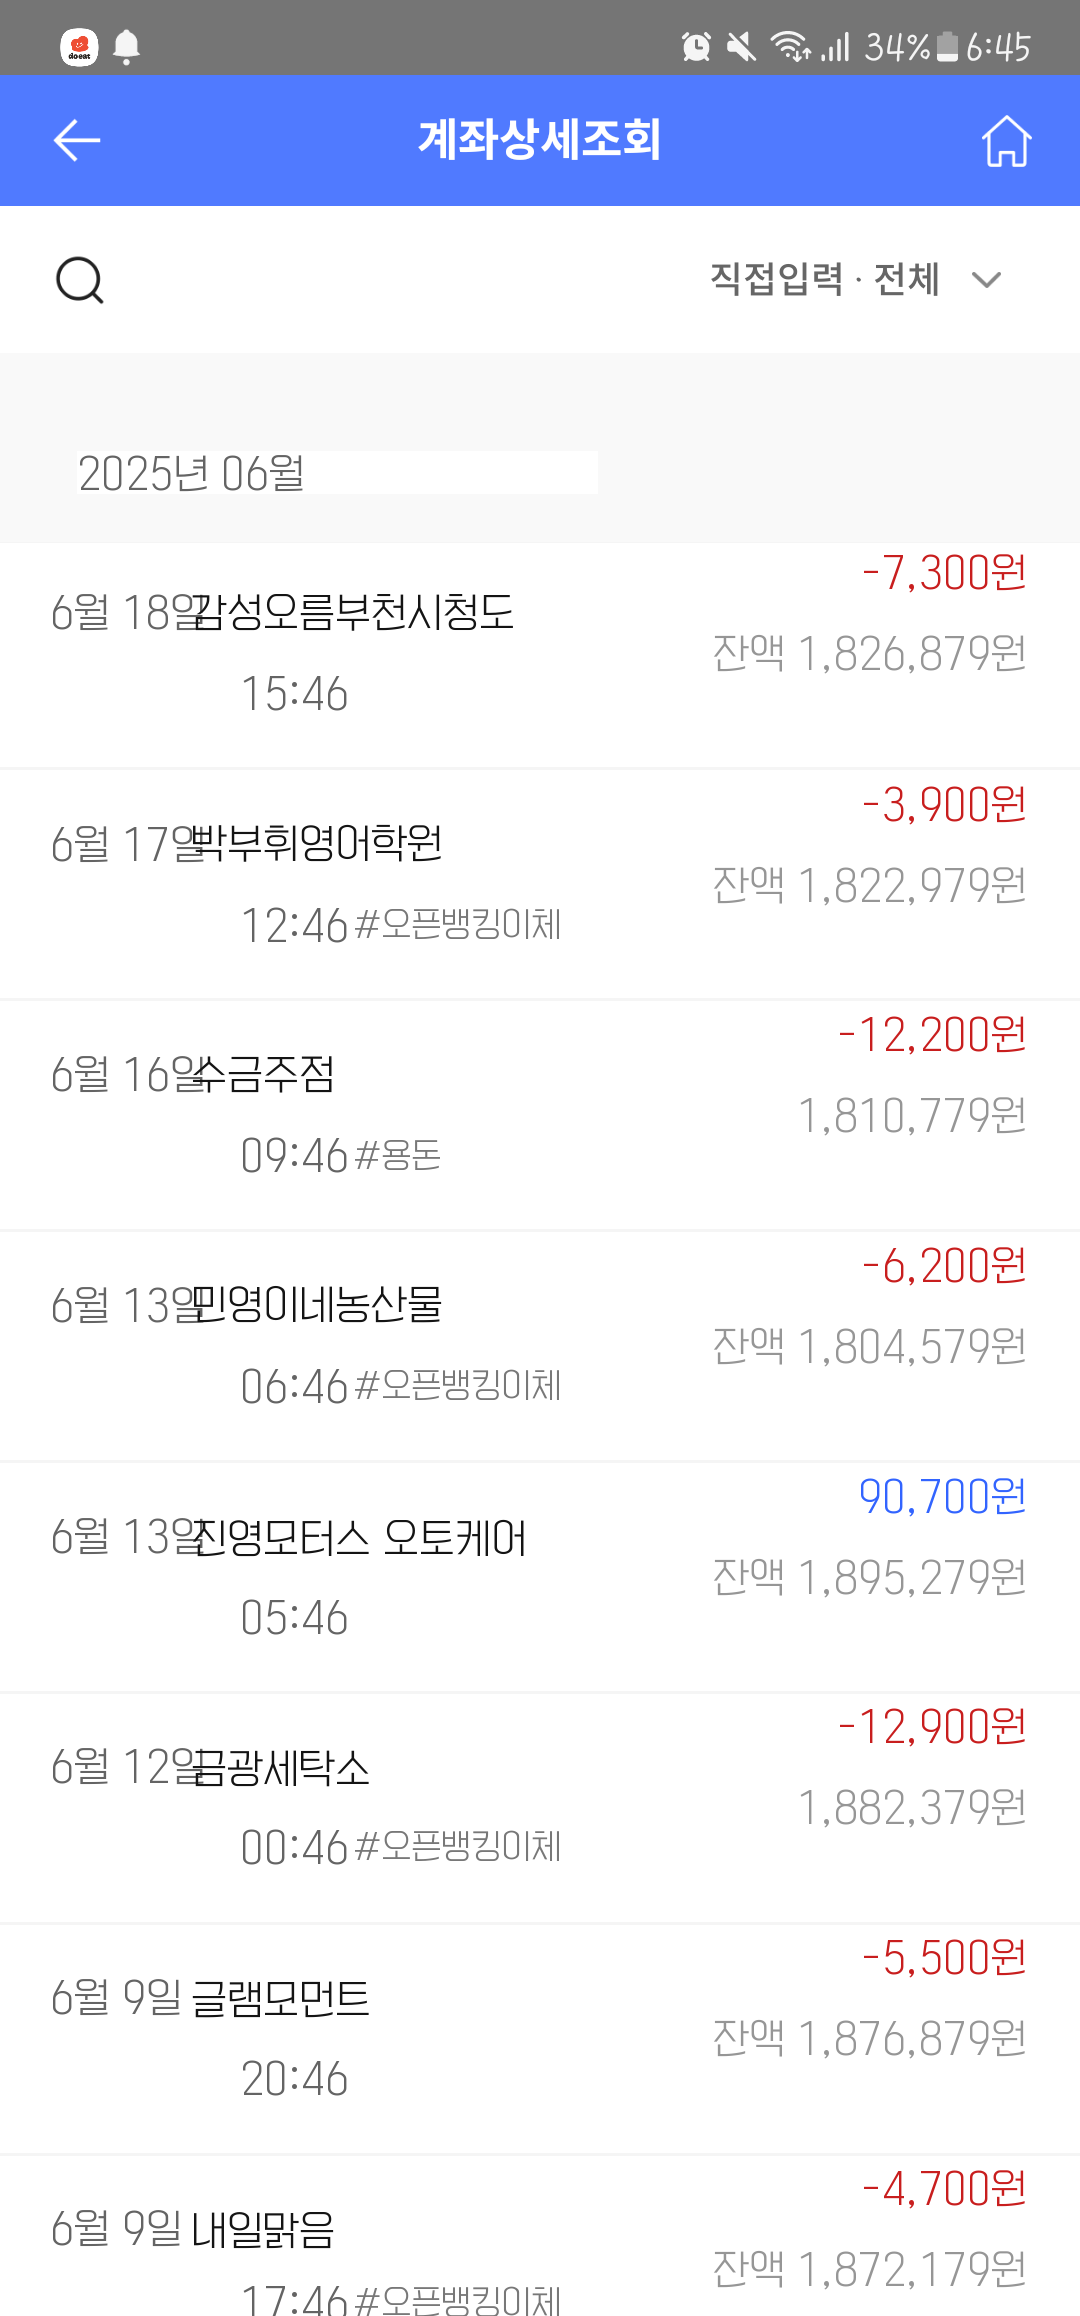 doeat
34% 6:45
계좌상세조회
직접입력 · 전체
2025년 06월
-7,300원
6월 18일 감성오름부천시청도
잔액 1,826,879원
15:46
-3,900원
6월 17일 박부휘영어학원
잔액 1,822,979원
12:46 #오픈뱅킹이체
-12,200원
6월 16일 수금주점
1,810,779원
09:46 #용돈
-6,200원
6월 13일 민영이네농산물
잔액 1,804,579원
06:46 #오픈뱅킹이체
90,700원
6월 13일 진영모터스 오토케어
잔액 1,895,279원
05:46
-12,900원
6월 12일 금광세탁소
1,882,379원
00:46 #오픈뱅킹이체
-5,500원
6월 9일 글램모먼트
잔액 1,876,879원
20:46
-4,700원
6월 9일 내일맑음
잔액 1,872,179원
17:46 #오픈뱅킹이체